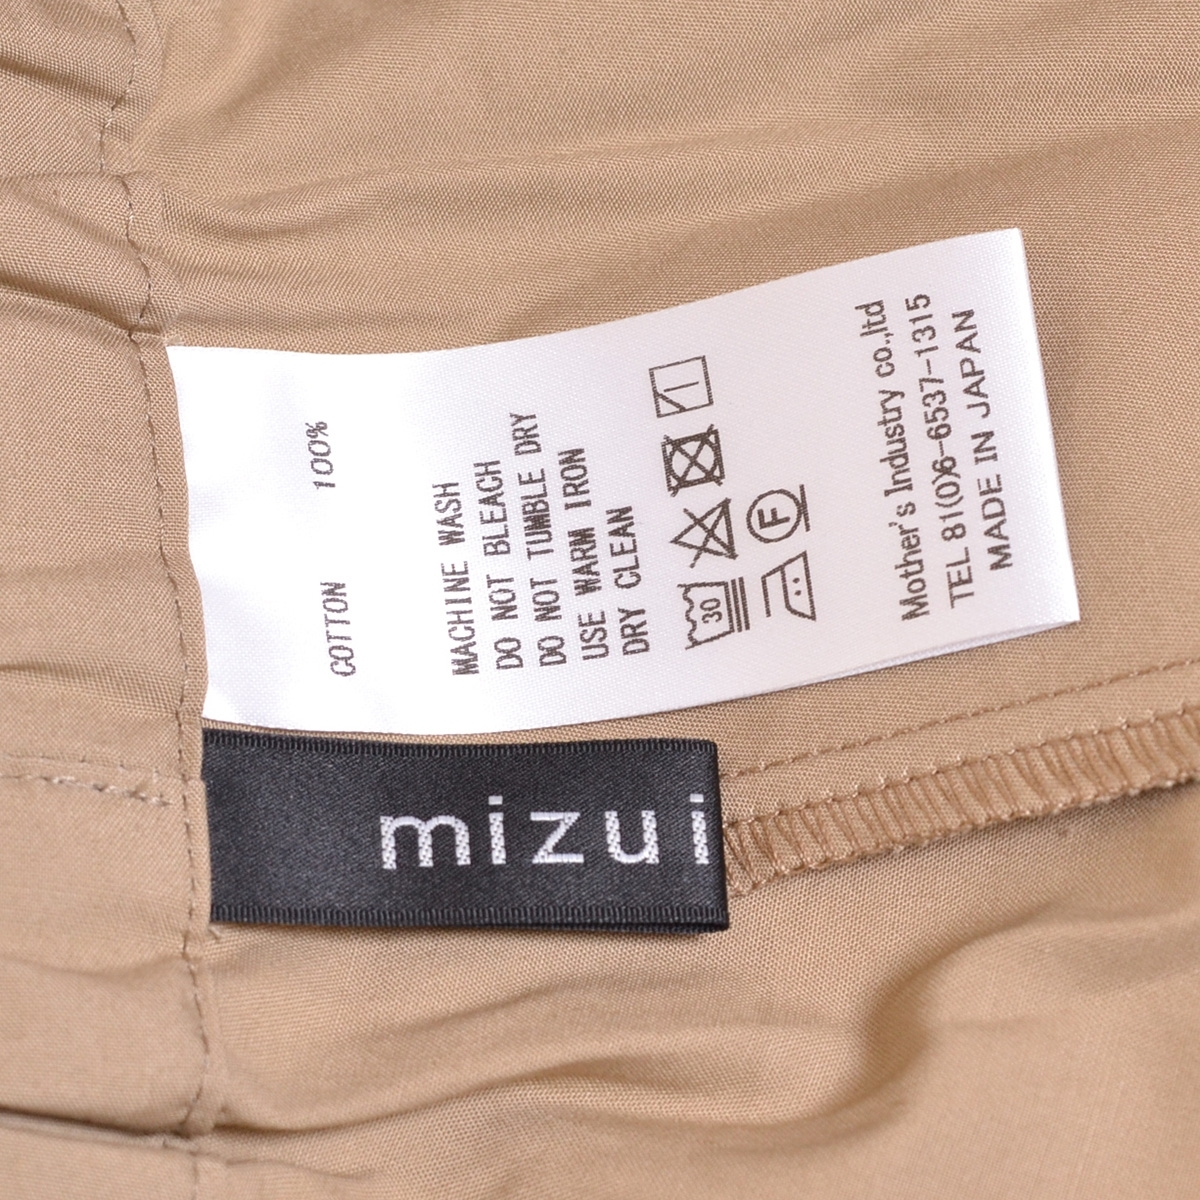 COTTON 100%
MACHINE WASH
DO NOT BLEACH
DO NOT TUMBLE DRY
USE WARM IRON
DRY CLEAN
30
F
Mother's Industry co.,ltd
TEL 81(0)6-6537-1315
MADE IN JAPAN
mizui